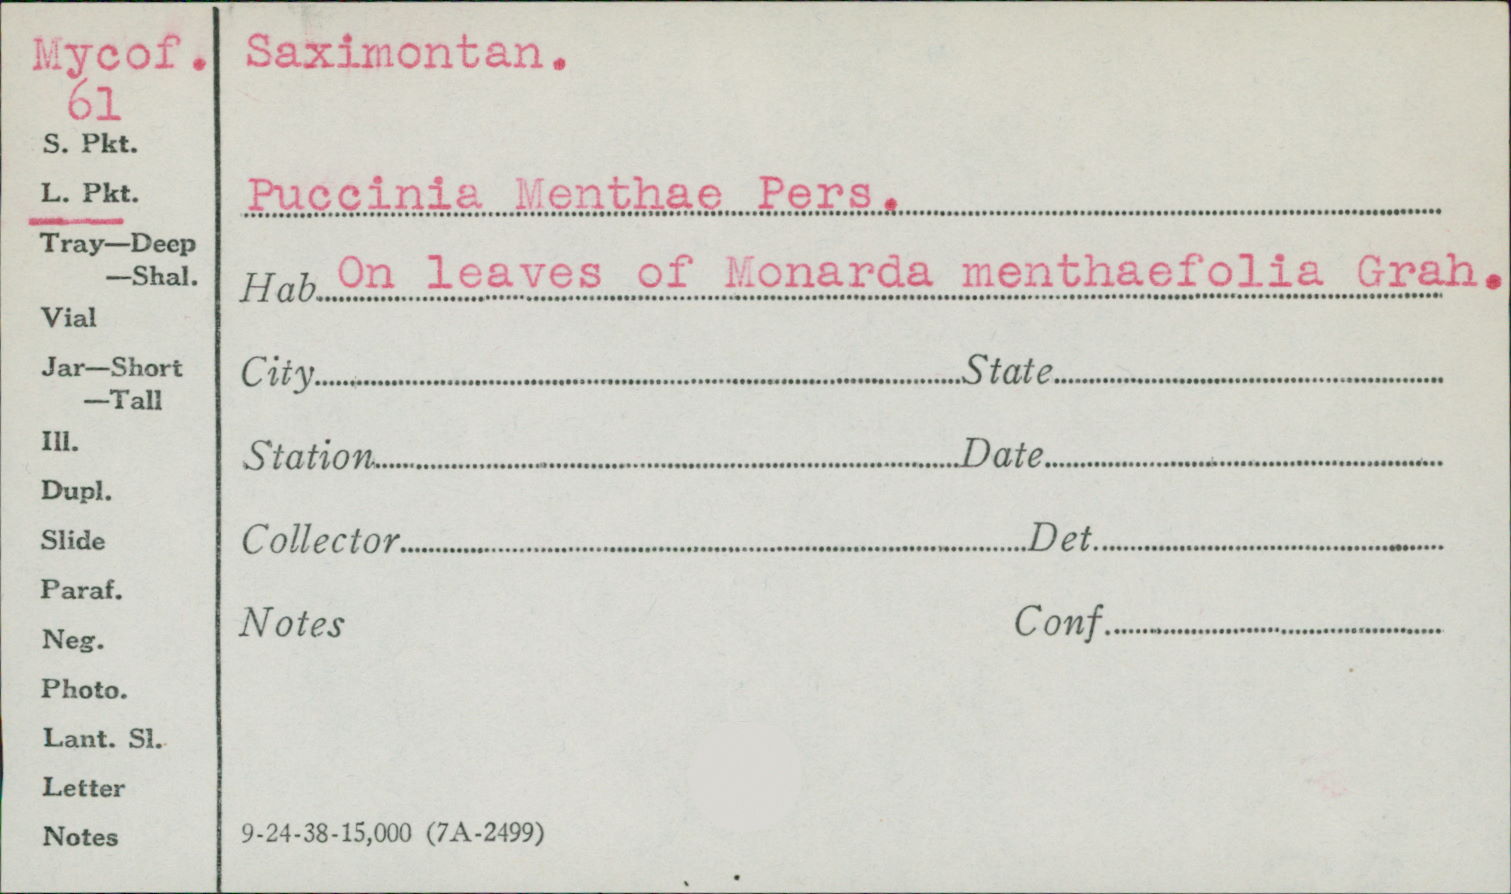 Mycof. Saximontan.
61
S. Pkt.
L. Pkt.
Puccinia Menthae Pers.
Tray—Deep
—Shal.
Hab. On leaves of Monarda menthaefolia Grah.
Vial
Jar—Short
—Tall
City State
Ill.
Station Date
Dupl.
Slide
Collector Det.
Paraf.
Neg.
Notes Conf.
Photo.
Lant. Sl.
Letter
Notes
9-24-38-15,000 (7A-2499)